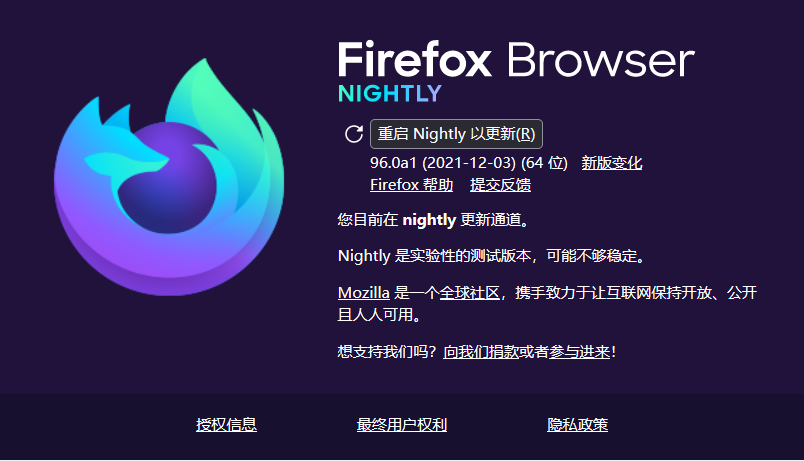 Firefox Browser
NIGHTLY
重启 Nightly 以更新(R)
96.0a1 (2021-12-03) (64 位) 新版变化
Firefox 帮助 提交反馈
您目前在 nightly 更新通道。
Nightly 是实验性的测试版本，可能不够稳定。
Mozilla 是一个全球社区，携手致力于让互联网保持开放、公开
且人人可用。
想支持我们吗？向我们捐款或者参与进来！
授权信息 最终用户权利 隐私政策